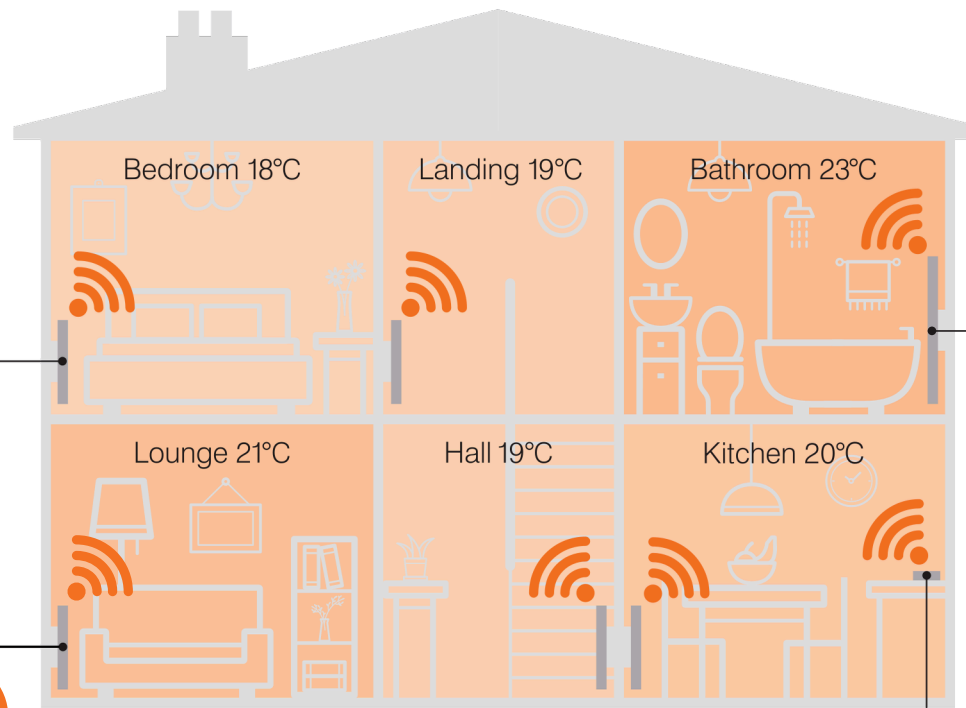 Bedroom 18°C
Landing 19°C
Bathroom 23°C
Lounge 21°C
Hall 19°C
Kitchen 20°C